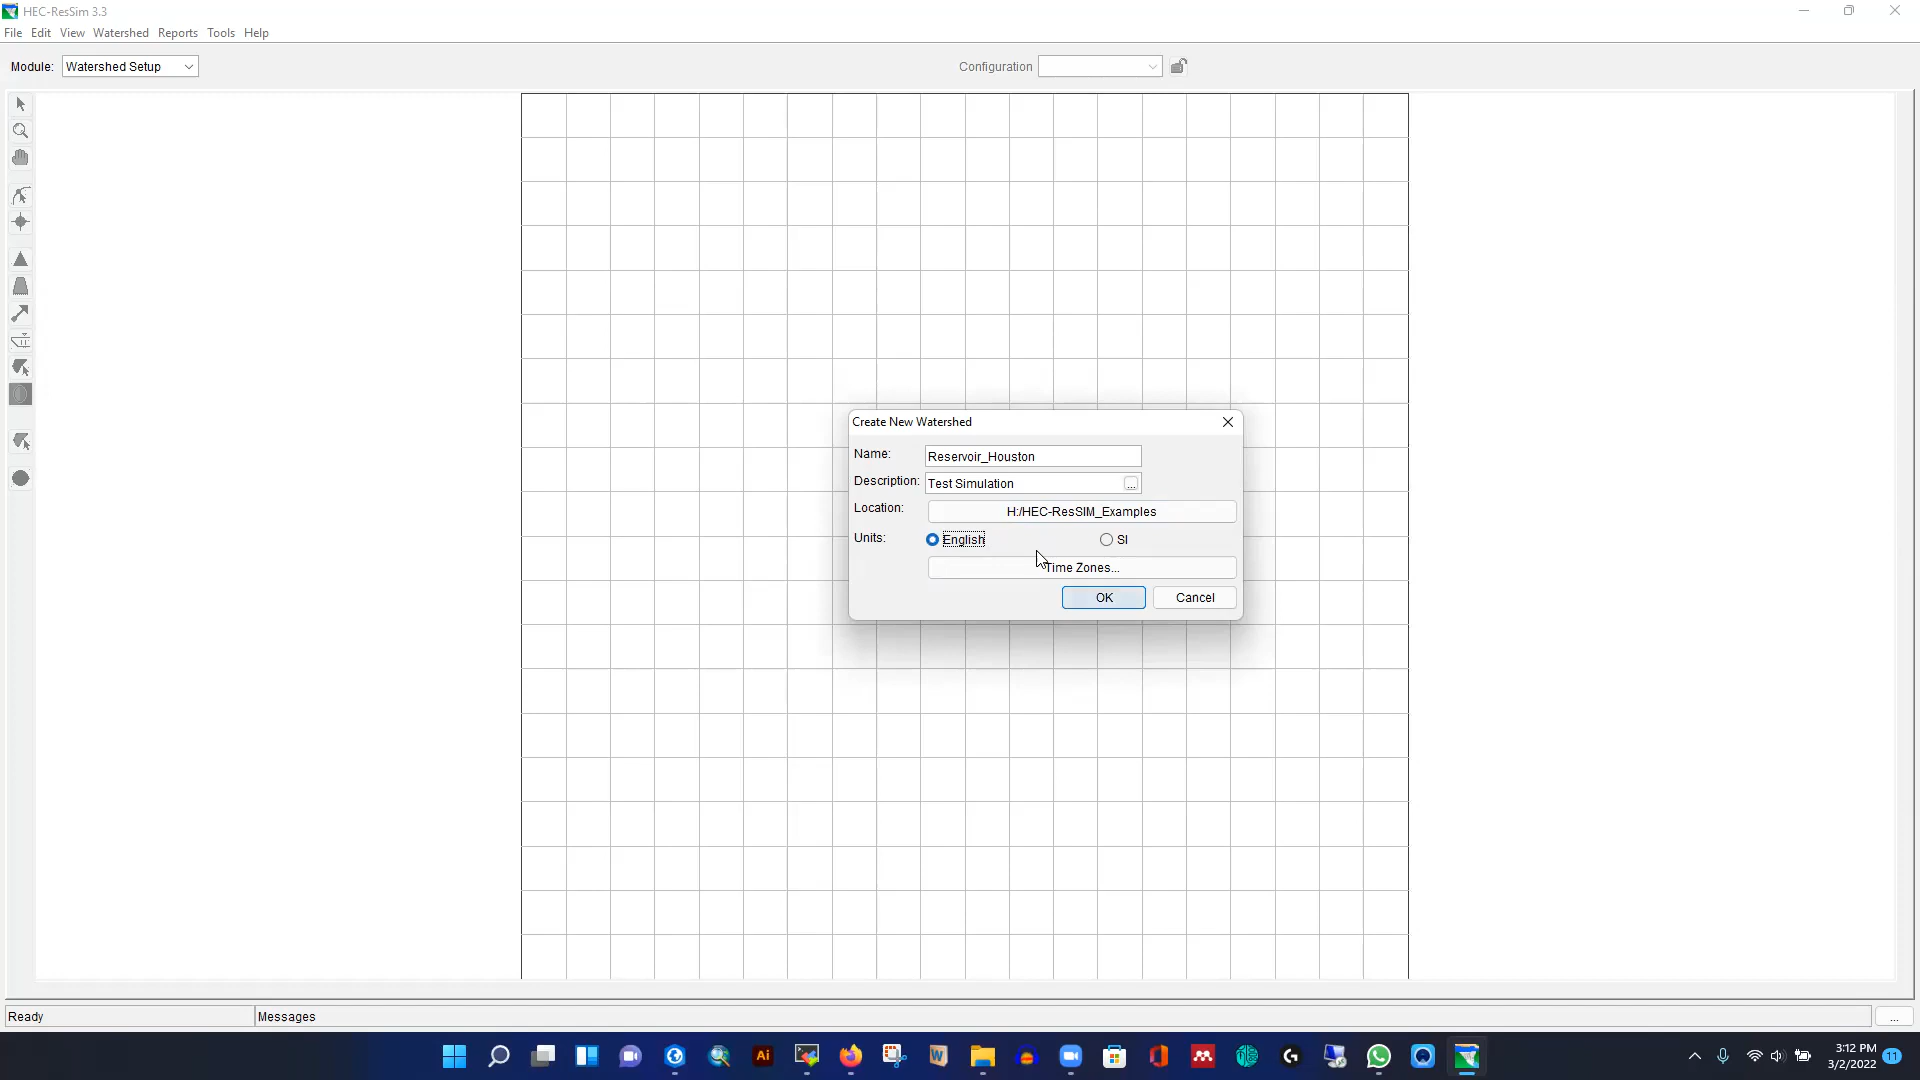 HEC-ResSim 3.3
File Edit View Watershed Reports Tools Help
Module: Watershed Setup Configuration
Create New Watershed
Name: Reservoir_Houston
Description: Test Simulation ...
Location: H:/HEC-ResSIM_Examples
Units: English SI
Time Zones...
OK Cancel
Ready Messages ...
Ai W
3:12 PM
3/2/2022 11